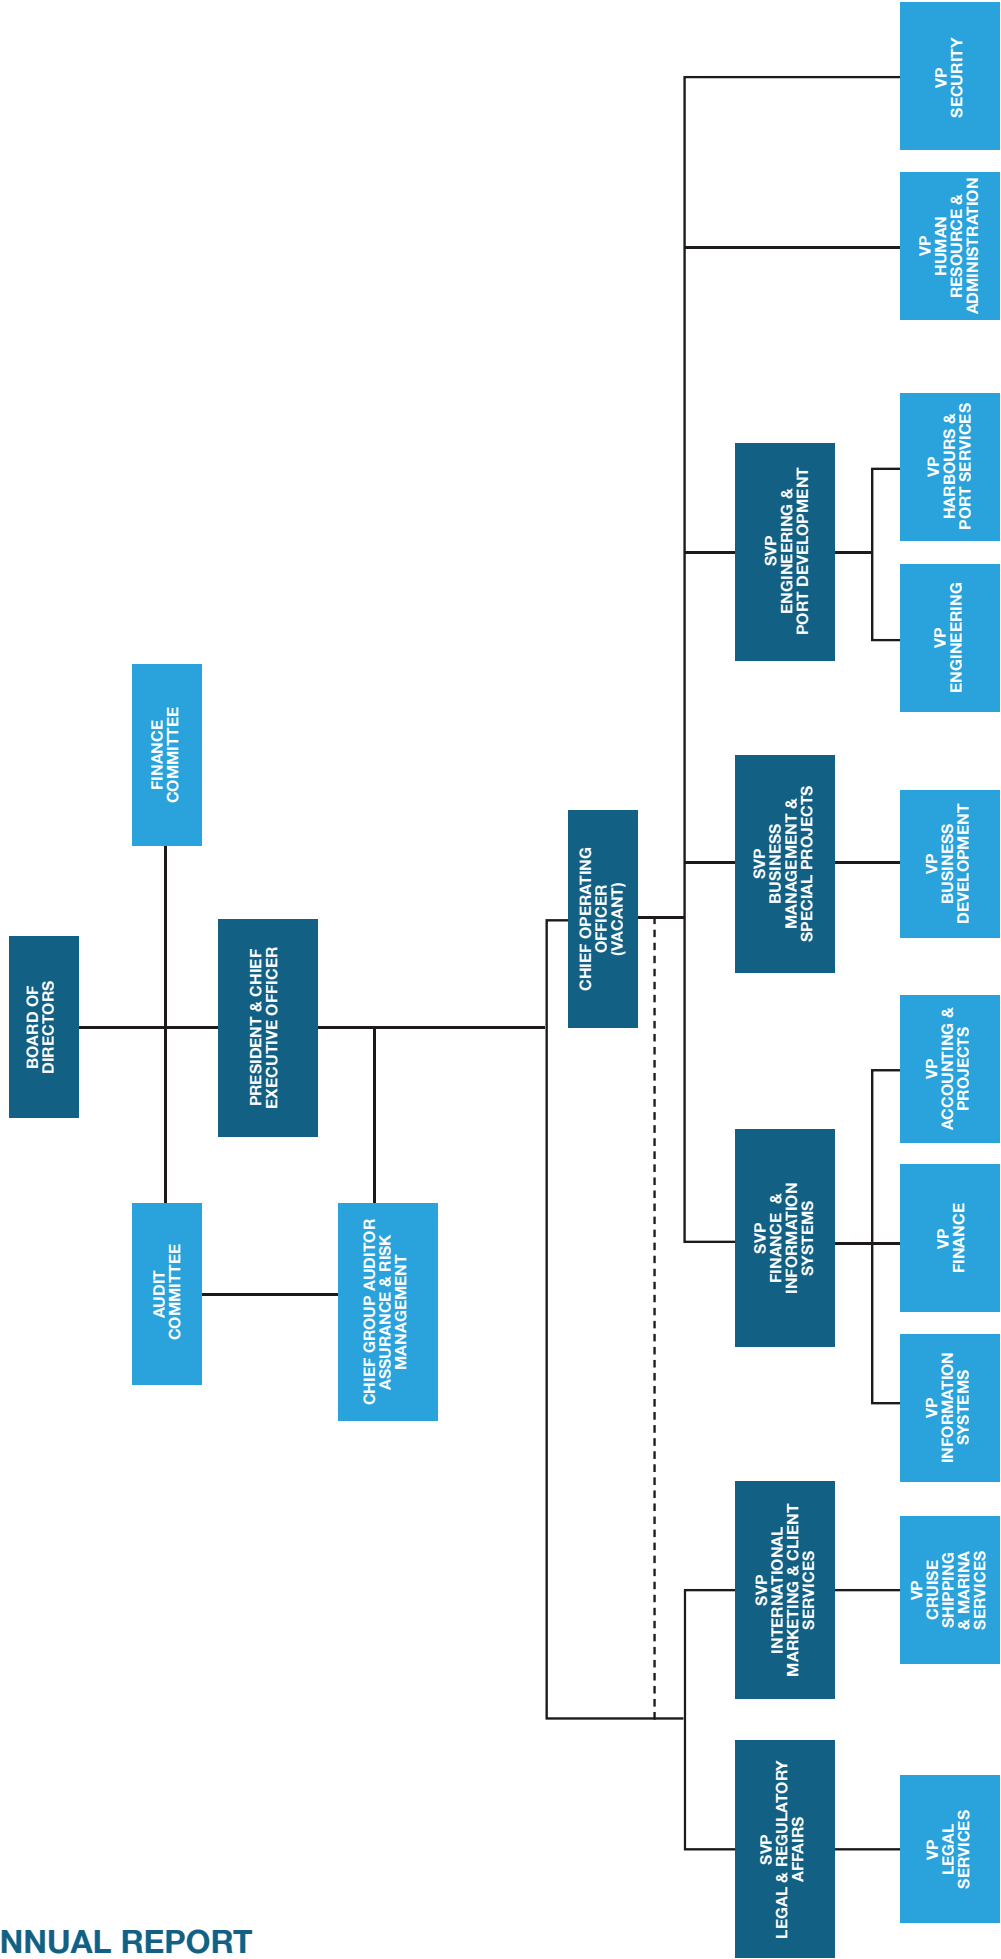 BOARD OF
DIRECTORS
AUDIT
COMMITTEE
FINANCE
COMMITTEE
PRESIDENT & CHIEF
EXECUTIVE OFFICER
CHIEF GROUP AUDITOR
ASSURANCE & RISK
MANAGEMENT
CHIEF OPERATING
OFFICER
(VACANT)
SVP
LEGAL & REGULATORY
AFFAIRS
SVP
INTERNATIONAL
MARKETING & CLIENT
SERVICES
SVP
FINANCE &
INFORMATION
SYSTEMS
SVP
BUSINESS
MANAGEMENT &
SPECIAL PROJECTS
SVP
ENGINEERING &
PORT DEVELOPMENT
VP
LEGAL
SERVICES
VP
CRUISE
SHIPPING
& MARINA
SERVICES
VP
INFORMATION
SYSTEMS
VP
FINANCE
VP
ACCOUNTING &
PROJECTS
VP
BUSINESS
DEVELOPMENT
VP
ENGINEERING
VP
HARBOURS &
PORT SERVICES
VP
HUMAN
RESOURCE &
ADMINISTRATION
VP
SECURITY
NNUAL REPORT